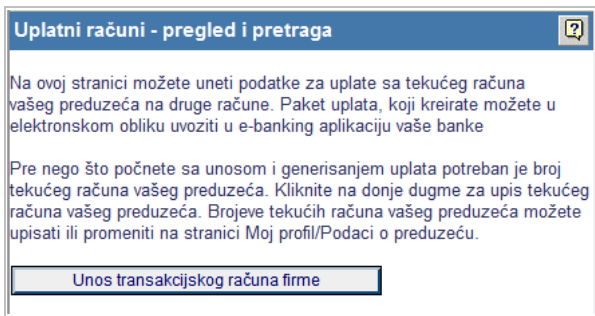 Uplatni računi - pregled i pretraga
Na ovoj stranici možete uneti podatke za uplate sa tekućeg računa
vašeg preduzeća na druge račune. Paket uplata, koji kreirate možete u
elektronskom obliku uvoziti u e-banking aplikaciju vaše banke
Pre nego što počnete sa unosom i generisanjem uplata potreban je broj
tekućeg računa vašeg preduzeća. Kliknite na donje dugme za upis tekućeg
računa vašeg preduzeća. Brojeve tekućih računa vašeg preduzeća možete
upisati ili promeniti na stranici Moj profil/Podaci o preduzeću.
Unos transakcijskog računa firme